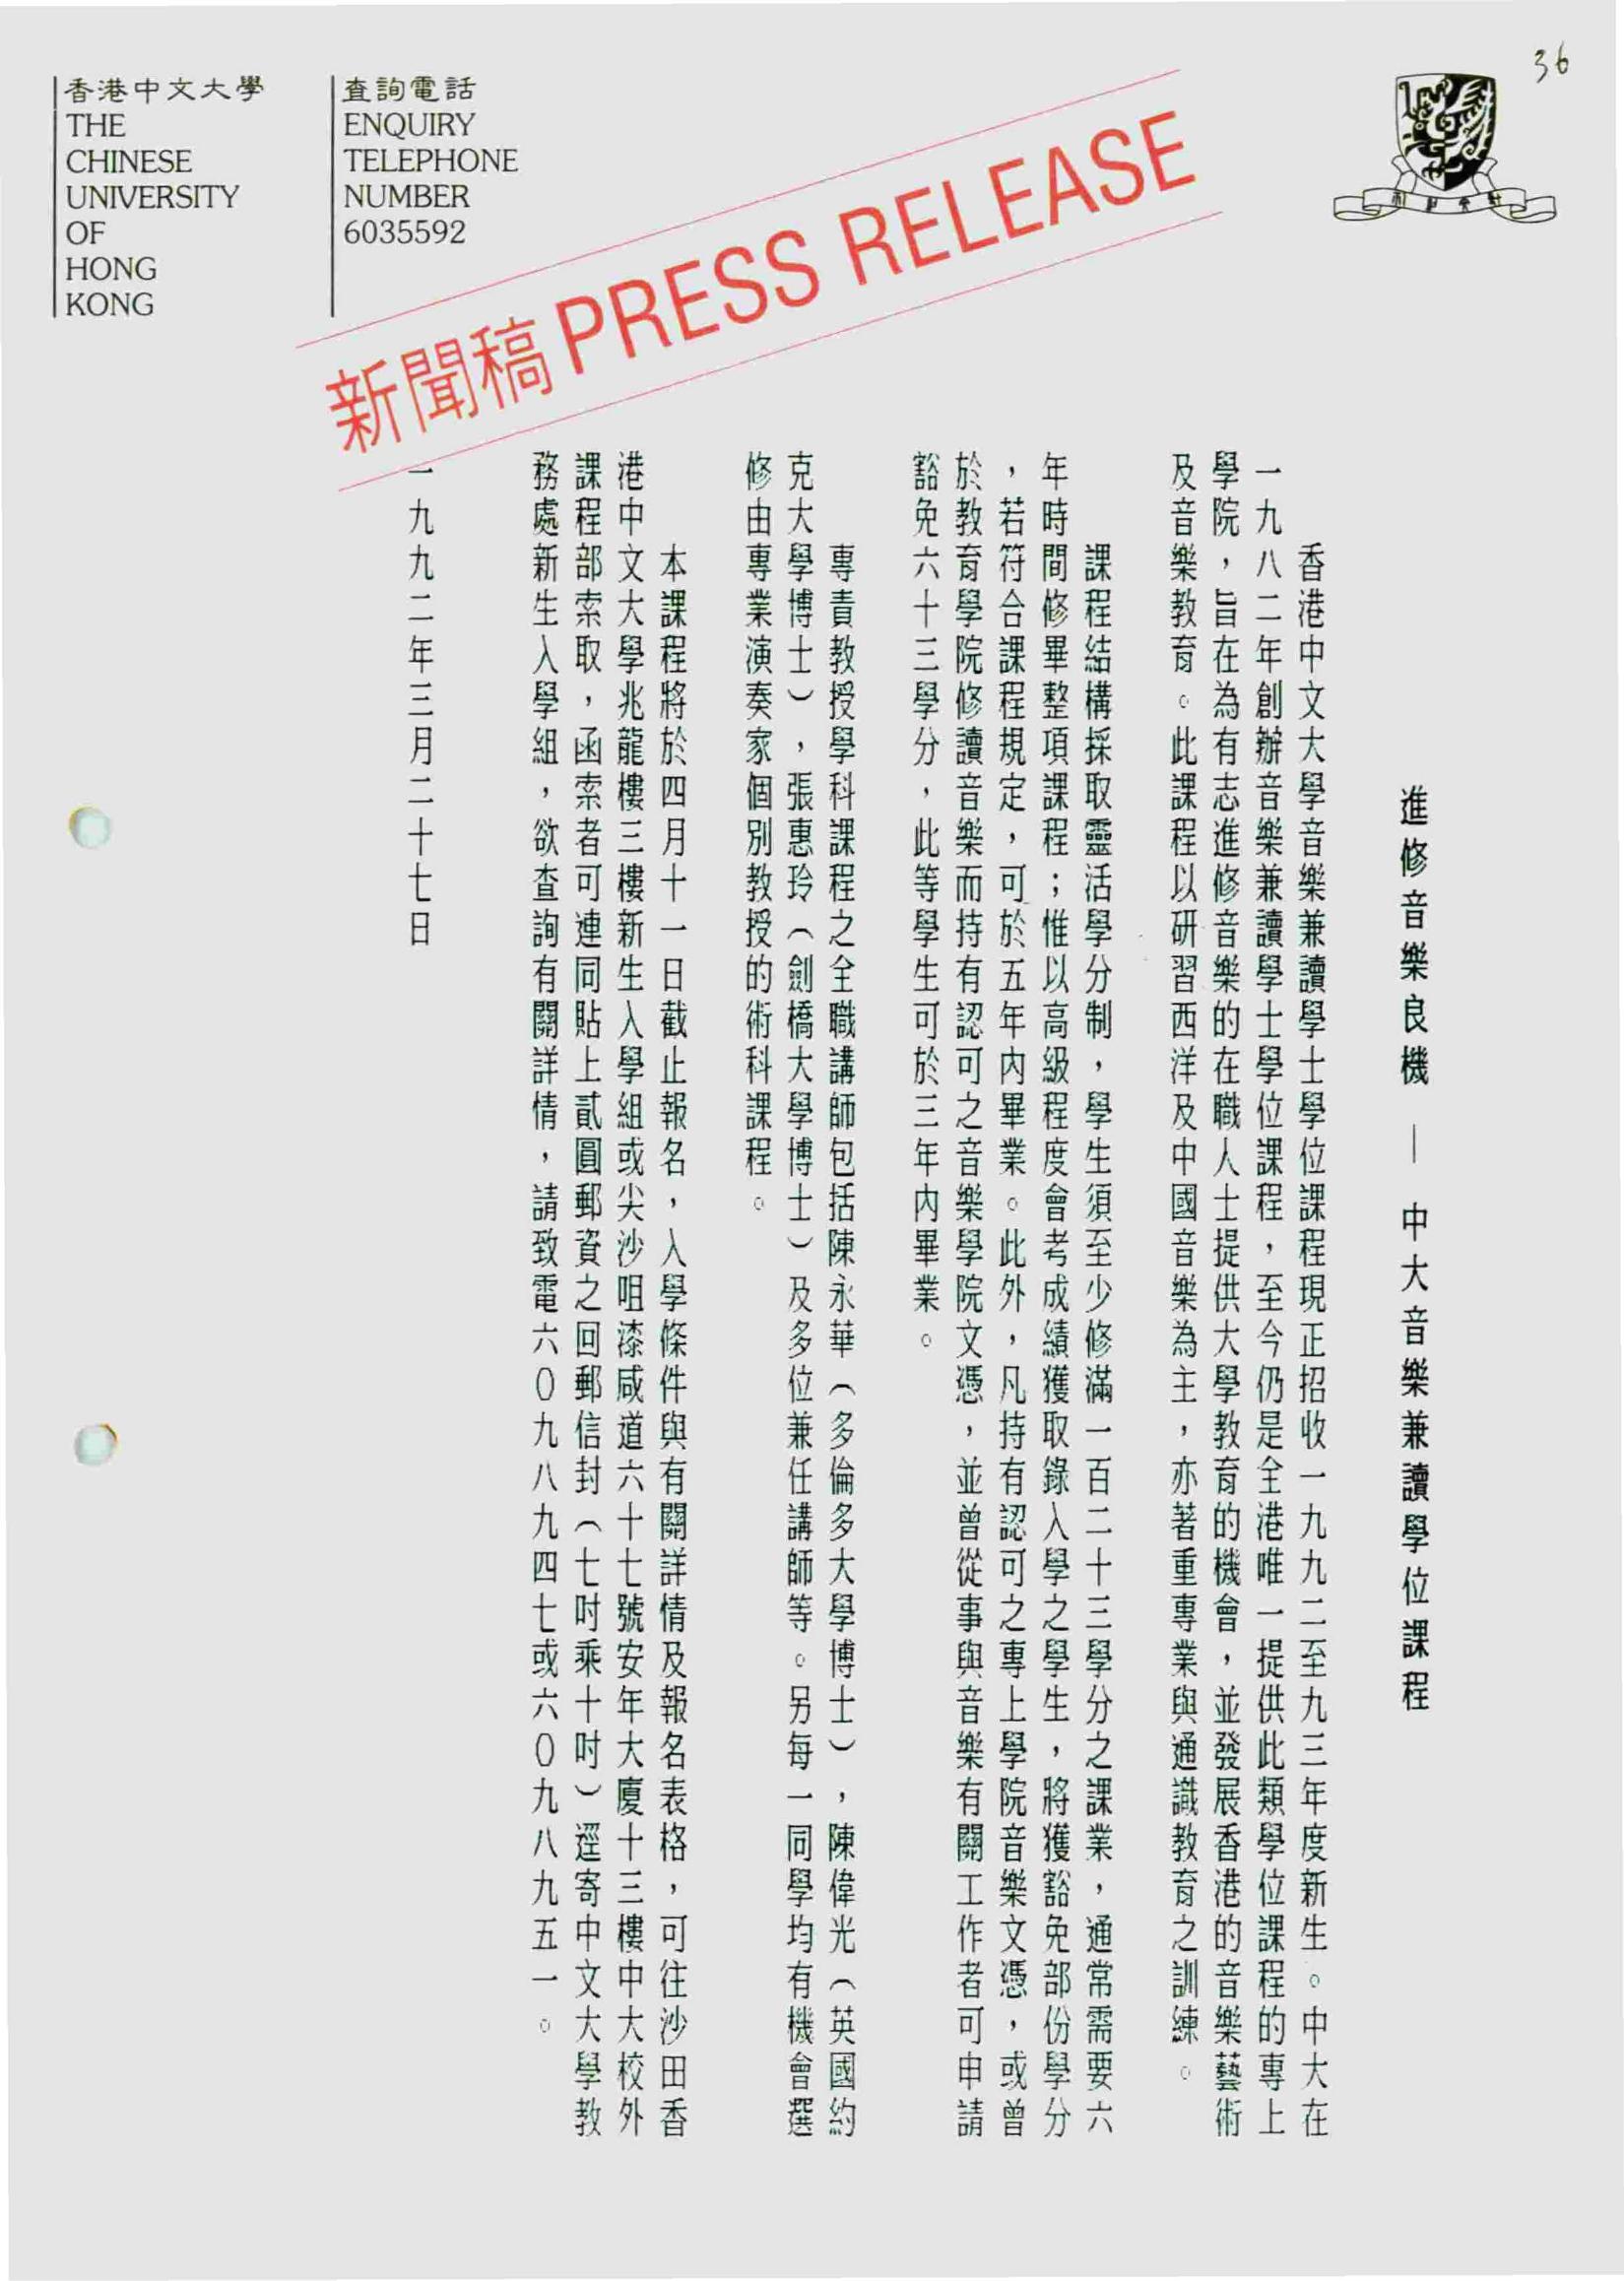 36
香港中文大學
THE
CHINESE
UNIVERSITY
OF
HONG
KONG
查詢電話
ENQUIRY
TELEPHONE
NUMBER
6035592
新聞稿 PRESS RELEASE
進修音樂良機 — 中大音樂兼讀學位課程
香港中文大學音樂兼讀學士學位課程現正招收一九九二至九三年度新生。中大在
一九八二年創辦音樂兼讀學士學位課程，至今仍是全港唯一提供此類學位課程的專上
學院，旨在為有志進修音樂的在職人士提供大學教育的機會，並發展香港的音樂藝術
及音樂教育。此課程以研習西洋及中國音樂為主，亦著重專業與通識教育之訓練。
課程結構採取靈活學分制，學生須至少修滿一百二十三學分之課業，通常需要六
年時間修畢整項課程；惟以高級程度會考成績獲取錄入學之學生，將獲豁免部份學分
，若符合課程規定，可於五年內畢業。此外，凡持有認可之專上學院音樂文憑，或曾
於教育學院修讀音樂而持有認可之音樂學院文憑，並曾從事與音樂有關工作者可申請
豁免六十三學分，此等學生可於三年內畢業。
專責教授學科課程之全職講師包括陳永華（多倫多大學博士），陳偉光（英國約
克大學博士），張惠玲（劍橋大學博士）及多位兼任講師等。另每一同學均有機會選
修由專業演奏家個別教授的術科課程。
本課程將於四月十一日截止報名，入學條件與有關詳情及報名表格，可往沙田香
港中文大學兆龍樓三樓新生入學組或尖沙咀漆咸道六十七號安年大廈十三樓中大校外
課程部索取，函索者可連同貼上貳圓郵資之回郵信封（七吋乘十吋）逕寄中文大學教
務處新生入學組，欲查詢有關詳情，請致電六０九八九四七或六０九八九五一。
一九九二年三月二十七日